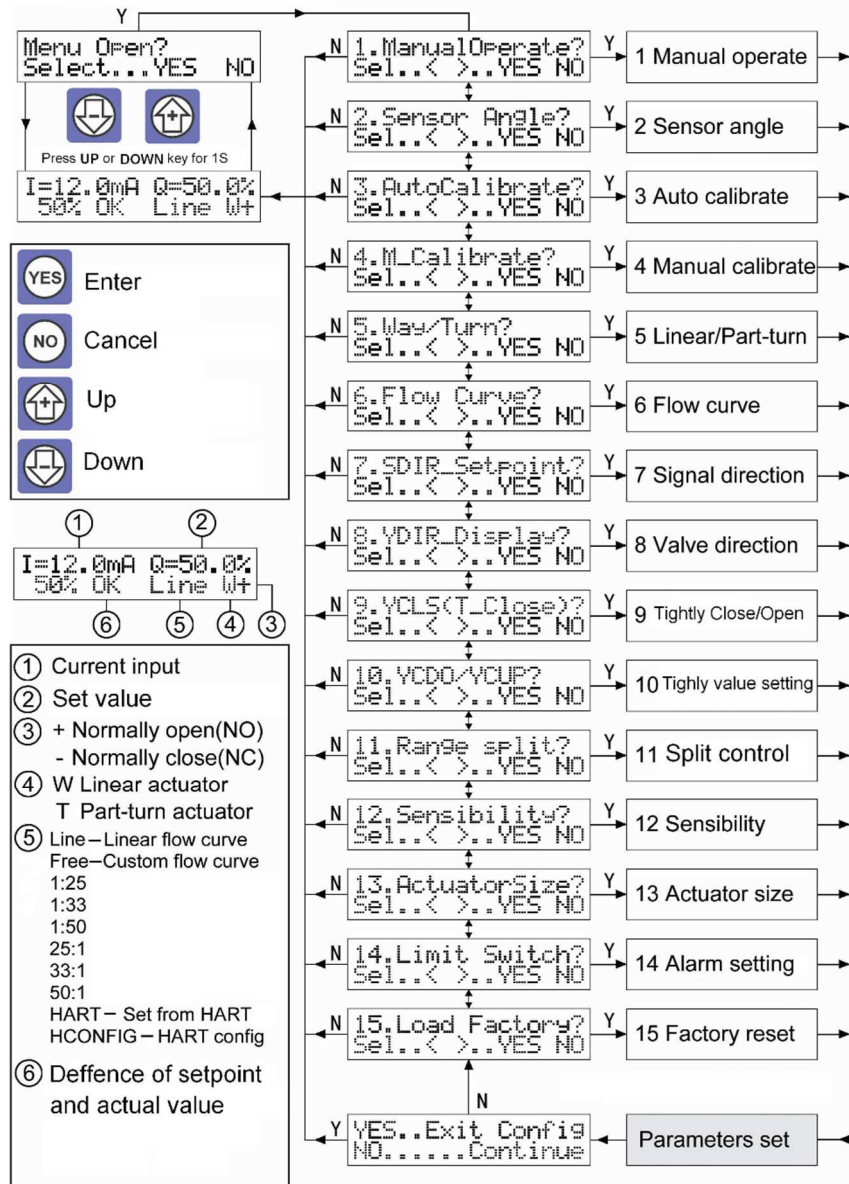 Y
Menu Open?
Select...YES NO
Press UP or DOWN key for 1S
I=12.0mA Q=50.0%
50% OK Line W+
YES Enter
NO Cancel
Up
Down
1 2
I=12.0mA Q=50.0%
50% OK Line W+
6 5 4 3
1 Current input
2 Set value
3 + Normally open(NO)
- Normally close(NC)
4 W Linear actuator
T Part-turn actuator
5 Line－Linear flow curve
Free－Custom flow curve
1:25
1:33
1:50
25:1
33:1
50:1
HART－ Set from HART
HCONFIG－HART config
6 Deffence of setpoint
and actual value
N 1.ManualOperate? Y 1 Manual operate
Sel..< >..YES NO
N 2.Sensor Angle? Y 2 Sensor angle
Sel..< >..YES NO
N 3.AutoCalibrate? Y 3 Auto calibrate
Sel..< >..YES NO
N 4.M_Calibrate? Y 4 Manual calibrate
Sel..< >..YES NO
N 5.Way/Turn? Y 5 Linear/Part-turn
Sel..< >..YES NO
N 6.Flow Curve? Y 6 Flow curve
Sel..< >..YES NO
N 7.SDIR_Setpoint? Y 7 Signal direction
Sel..< >..YES NO
N 8.YDIR_Display? Y 8 Valve direction
Sel..< >..YES NO
N 9.YCLS(T_Close)? Y 9 Tightly Close/Open
Sel..< >..YES NO
N 10.YCDO/YCUP? Y 10 Tighly value setting
Sel..< >..YES NO
N 11.Range split? Y 11 Split control
Sel..< >..YES NO
N 12.Sensibility? Y 12 Sensibility
Sel..< >..YES NO
N 13.ActuatorSize? Y 13 Actuator size
Sel..< >..YES NO
N 14.Limit Switch? Y 14 Alarm setting
Sel..< >..YES NO
N 15.Load Factory? Y 15 Factory reset
Sel..< >..YES NO
N
Y YES..Exit Config Parameters set
NO......Continue